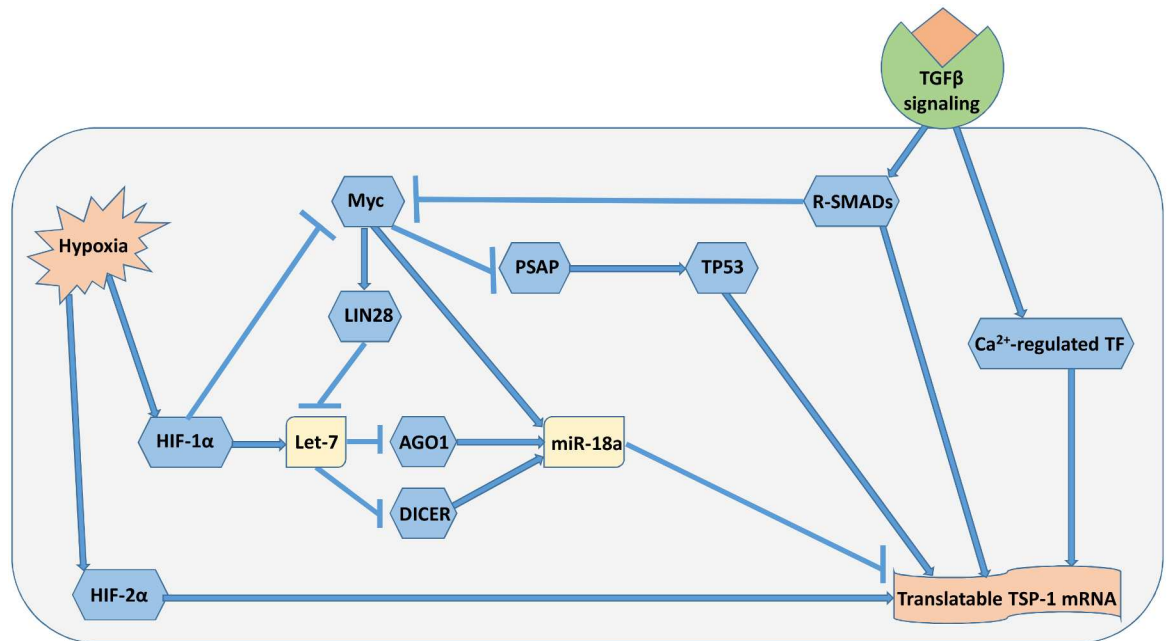 TGFβ
signaling
Myc
R-SMADs
Hypoxia
PSAP
TP53
LIN28
Ca²⁺-regulated TF
HIF-1α
Let-7
AGO1
miR-18a
DICER
HIF-2α
Translatable TSP-1 mRNA